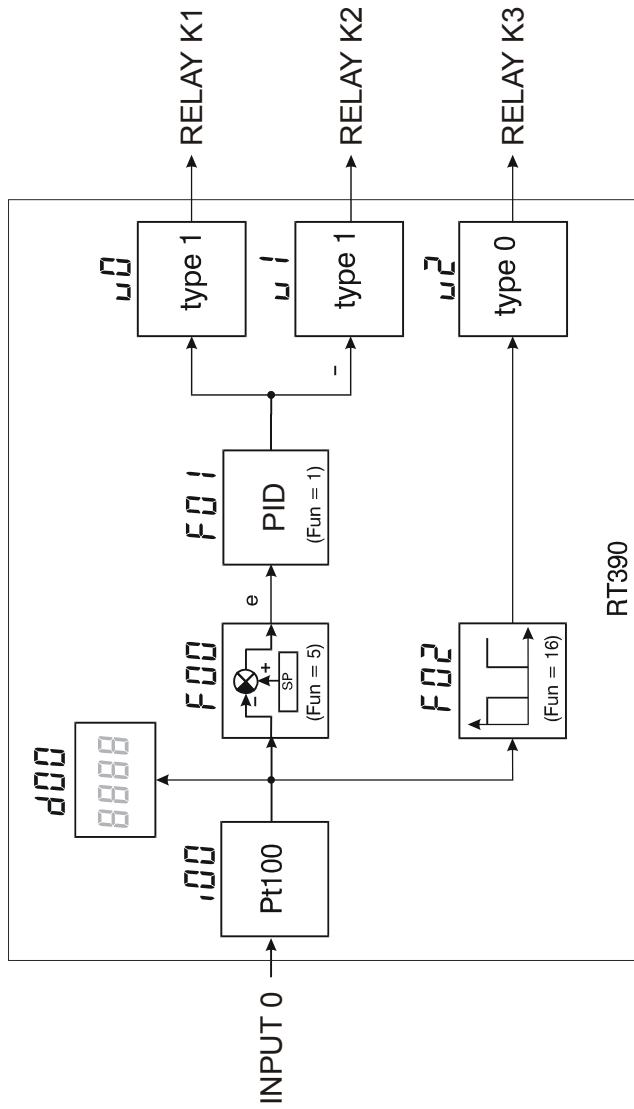 d00
8888
INPUT 0
i00
Pt100
F00
-
+
SP
(Fun = 5)
e
F01
PID
(Fun = 1)
u0
type 1
RELAY K1
-
u1
type 1
RELAY K2
F02
(Fun = 16)
u2
type 0
RELAY K3
RT390